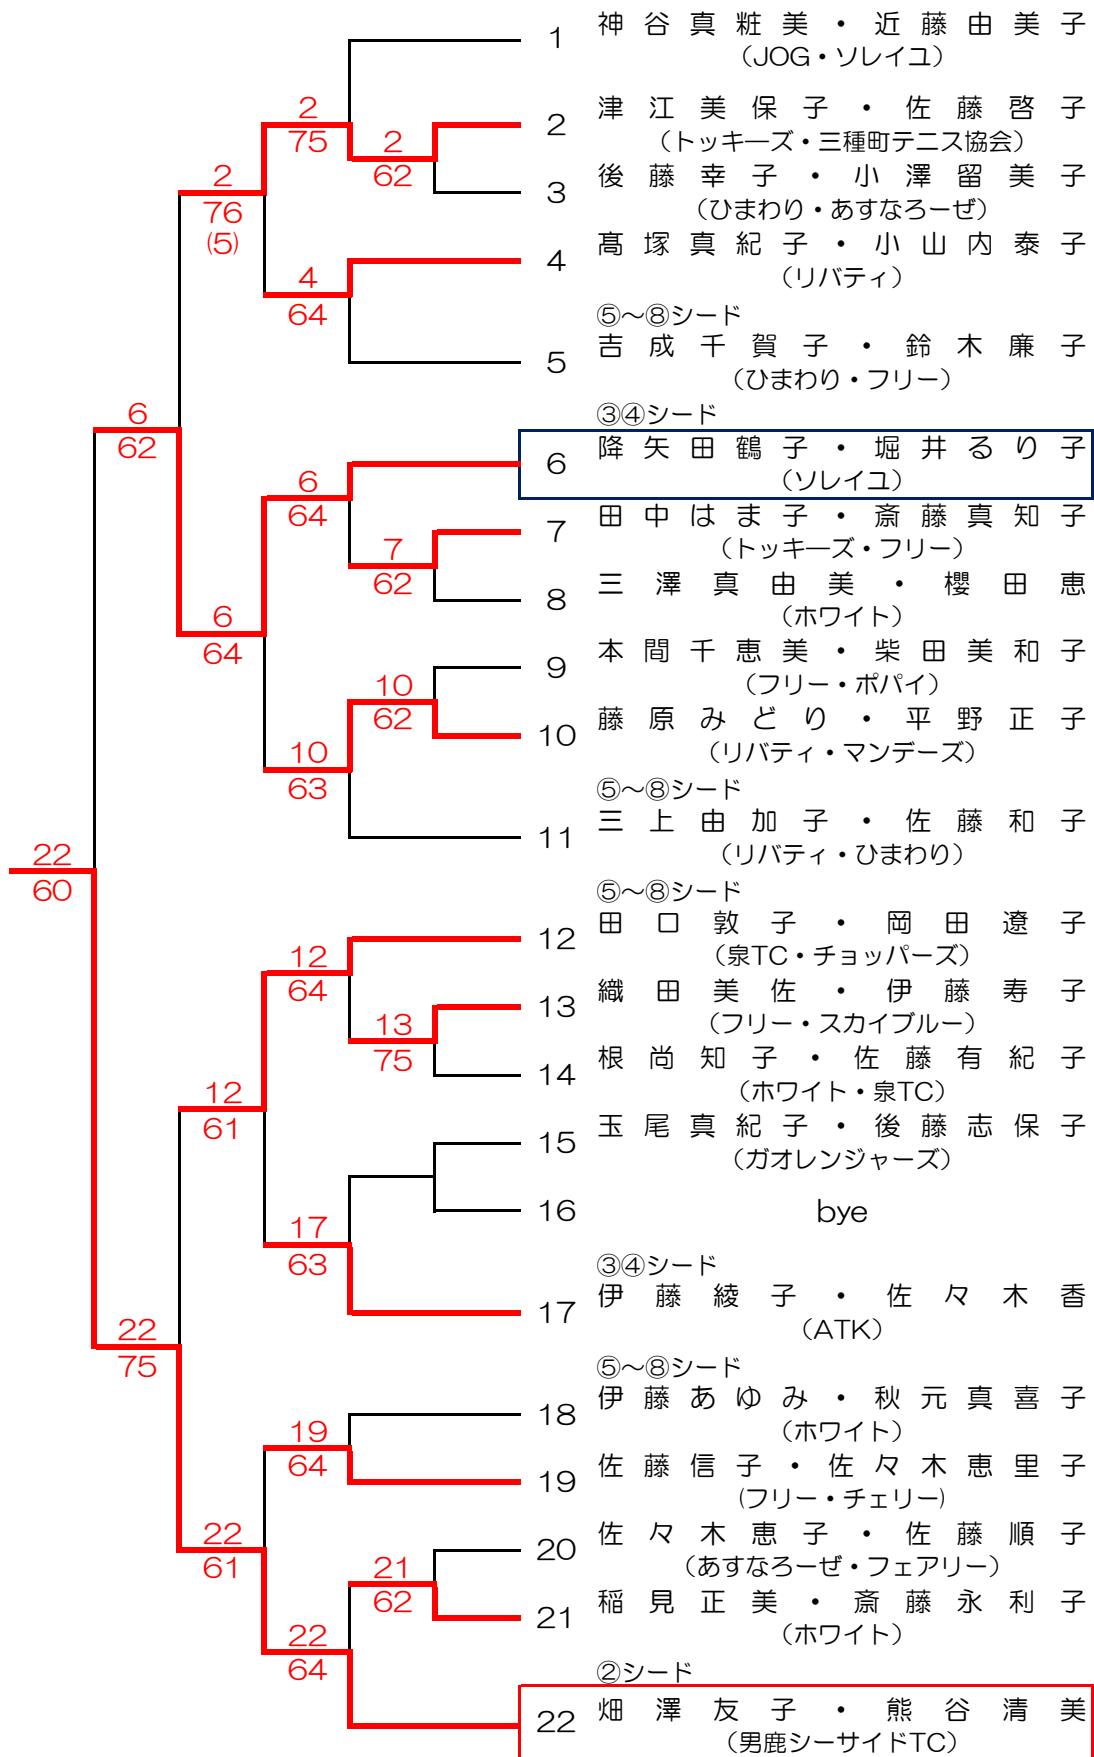 1 神谷真粧美・近藤由美子
(JOG・ソレイユ)
2 津江美保子・佐藤啓子
(トッキーズ・三種町テニス協会)
3 後藤幸子・小澤留美子
(ひまわり・あすなろーぜ)
4 髙塚真紀子・小山内泰子
(リバティ)
⑤～⑧シード
5 吉成千賀子・鈴木廉子
(ひまわり・フリー)
③④シード
6 降矢田鶴子・堀井るり子
(ソレイユ)
7 田中はま子・斎藤真知子
(トッキーズ・フリー)
8 三澤真由美・櫻田恵
(ホワイト)
9 本間千恵美・柴田美和子
(フリー・ポパイ)
10 藤原みどり・平野正子
(リバティ・マンデーズ)
⑤～⑧シード
11 三上由加子・佐藤和子
(リバティ・ひまわり)
⑤～⑧シード
12 田口敦子・岡田遼子
(泉TC・チョッパーズ)
13 織田美佐・伊藤寿子
(フリー・スカイブルー)
14 根尚知子・佐藤有紀子
(ホワイト・泉TC)
15 玉尾真紀子・後藤志保子
(ガオレンジャーズ)
16 bye
③④シード
17 伊藤綾子・佐々木香
(ATK)
⑤～⑧シード
18 伊藤あゆみ・秋元真喜子
(ホワイト)
19 佐藤信子・佐々木恵里子
(フリー・チェリー)
20 佐々木恵子・佐藤順子
(あすなろーぜ・フェアリー)
21 稲見正美・斎藤永利子
(ホワイト)
②シード
22 畑澤友子・熊谷清美
(男鹿シーサイドTC)
2
62
7
62
10
62
13
75
21
62
2
75
4
64
6
64
10
63
12
64
17
63
19
64
22
64
2
76
(5)
6
64
12
61
22
61
6
62
22
75
22
60